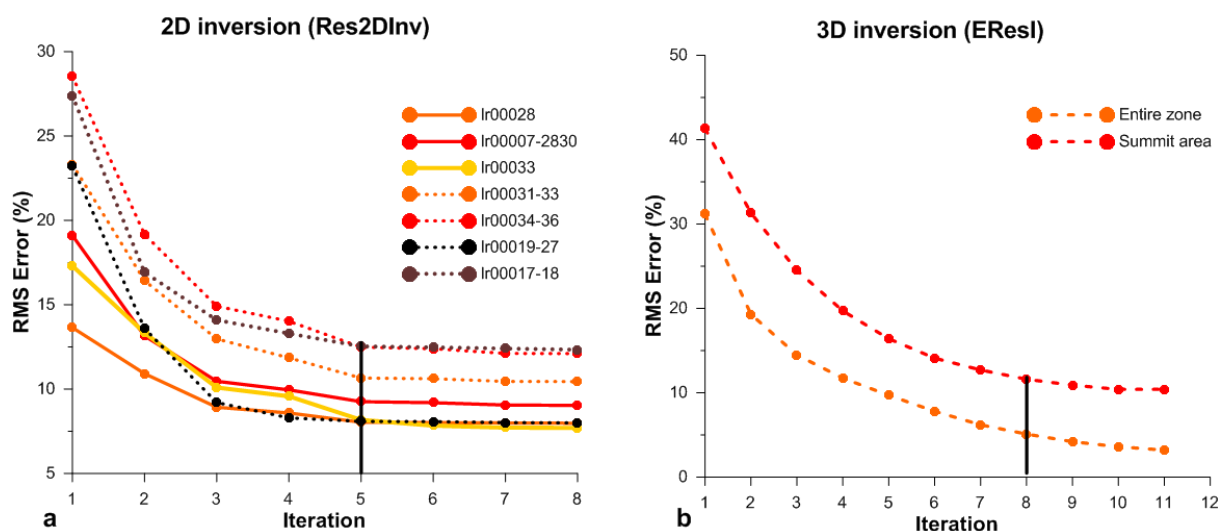 2D inversion (Res2DInv)
30
25
20
15
10
5
RMS Error (%)
lr00028
lr00007-2830
lr00033
lr00031-33
lr00034-36
lr00019-27
lr00017-18
1 2 3 4 5 6 7 8
a
Iteration
3D inversion (EResI)
50
40
30
20
10
0
RMS Error (%)
Entire zone
Summit area
1 2 3 4 5 6 7 8 9 10 11 12
b
Iteration